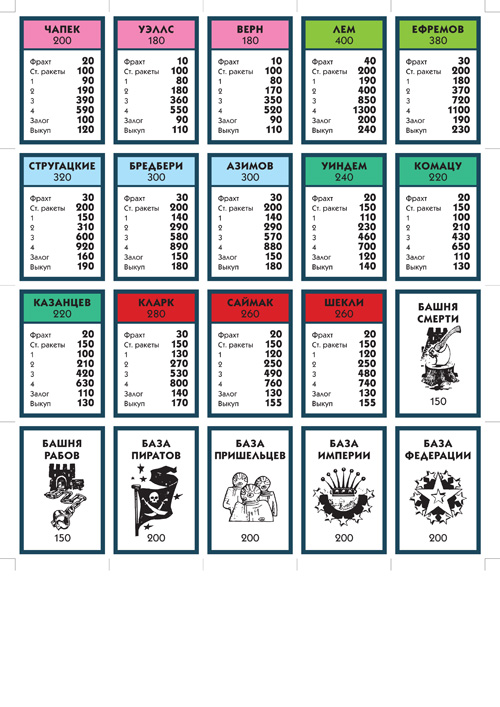 ЧАПЕК
200
Фрахт 20
Ст. ракеты 100
1 90
2 190
3 390
4 590
Залог 100
Выкуп 120
УЭЛЛС
180
Фрахт 10
Ст. ракеты 100
1 80
2 180
3 360
4 550
Залог 90
Выкуп 110
ВЕРН
180
Фрахт 10
Ст. ракеты 100
1 80
2 170
3 350
4 520
Залог 90
Выкуп 110
ЛЕМ
400
Фрахт 40
Ст. ракеты 200
1 190
2 400
3 850
4 1300
Залог 200
Выкуп 240
ЕФРЕМОВ
380
Фрахт 30
Ст. ракеты 200
1 180
2 370
3 720
4 1100
Залог 190
Выкуп 230
СТРУГАЦКИЕ
320
Фрахт 30
Ст. ракеты 200
1 150
2 310
3 600
4 920
Залог 160
Выкуп 190
БРЕДБЕРИ
300
Фрахт 30
Ст. ракеты 200
1 140
2 290
3 580
4 890
Залог 150
Выкуп 180
АЗИМОВ
300
Фрахт 30
Ст. ракеты 200
1 140
2 290
3 570
4 880
Залог 150
Выкуп 180
УИНДЕМ
240
Фрахт 20
Ст. ракеты 150
1 110
2 230
3 460
4 700
Залог 120
Выкуп 140
КОМАЦУ
220
Фрахт 20
Ст. ракеты 150
1 100
2 210
3 430
4 650
Залог 110
Выкуп 130
КАЗАНЦЕВ
220
Фрахт 20
Ст. ракеты 150
1 100
2 210
3 420
4 630
Залог 110
Выкуп 130
КЛАРК
280
Фрахт 30
Ст. ракеты 150
1 130
2 270
3 530
4 800
Залог 140
Выкуп 170
САЙМАК
260
Фрахт 20
Ст. ракеты 150
1 120
2 250
3 490
4 760
Залог 130
Выкуп 155
ШЕКЛИ
260
Фрахт 20
Ст. ракеты 150
1 120
2 250
3 480
4 740
Залог 130
Выкуп 155
БАШНЯ
СМЕРТИ
150
БАШНЯ
РАБОВ
150
БАЗА
ПИРАТОВ
200
БАЗА
ПРИШЕЛЬЦЕВ
200
БАЗА
ИМПЕРИИ
200
БАЗА
ФЕДЕРАЦИИ
200